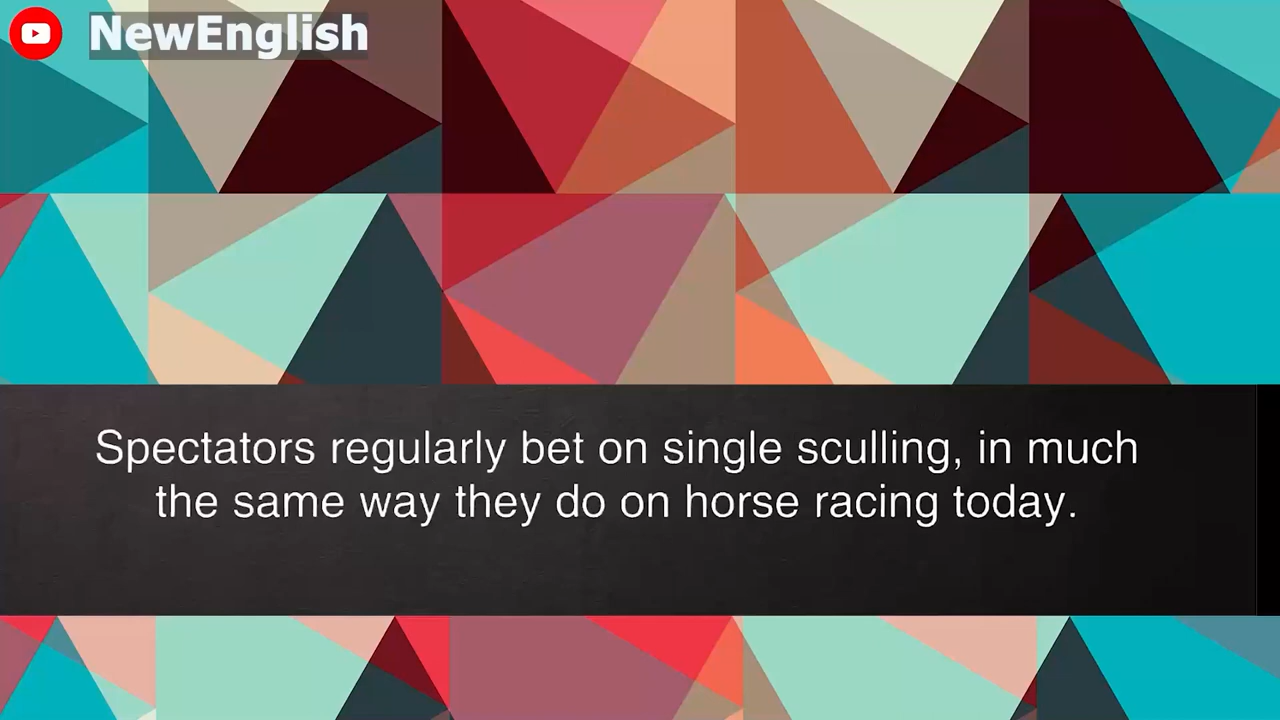 NewEnglish
Spectators regularly bet on single sculling, in much
the same way they do on horse racing today.